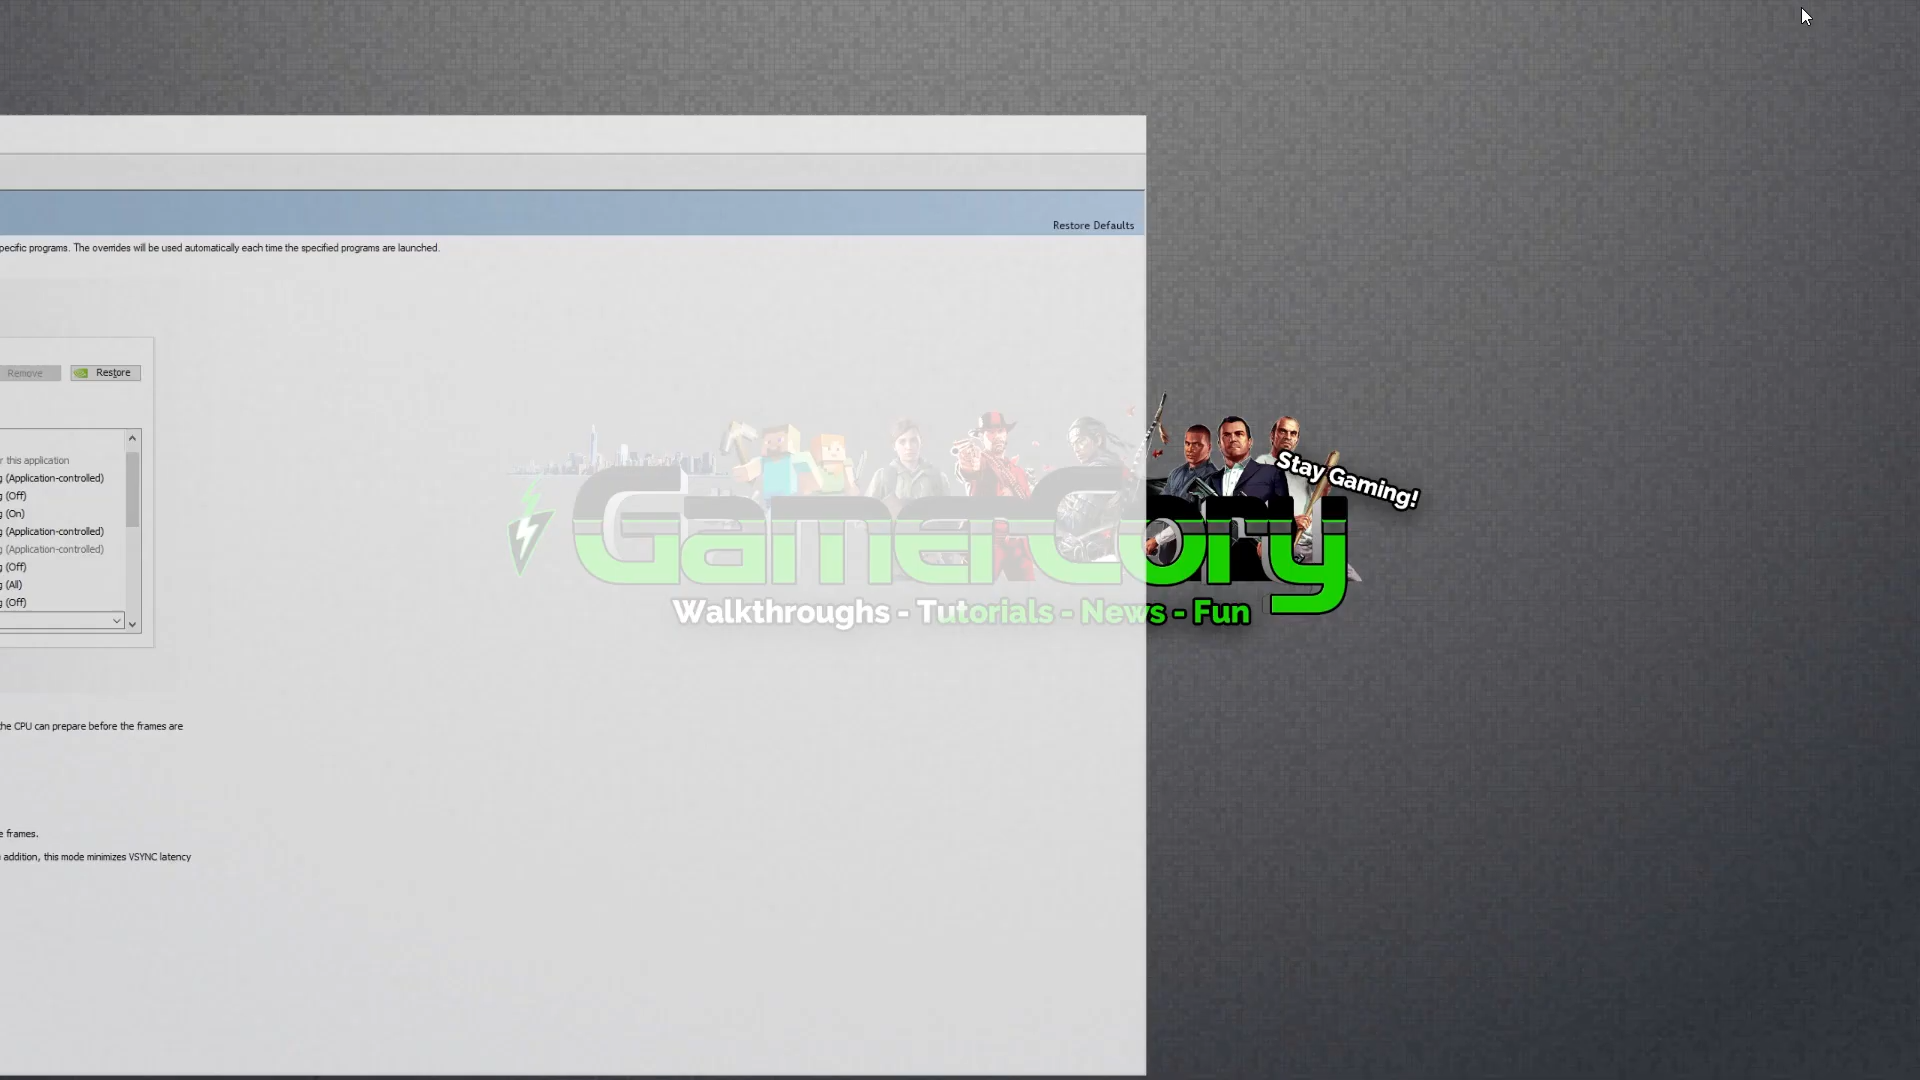 Restore Defaults
pecific programs. The overrides will be used automatically each time the specified programs are launched.
Remove
Restore
r this application
g (Application-controlled)
g (Off)
g (On)
g (Application-controlled)
g (Application-controlled)
g (Off)
g (All)
g (Off)
Stay Gaming!
GamerCory
Walkthroughs - Tutorials - News - Fun
the CPU can prepare before the frames are
e frames.
addition, this mode minimizes VSYNC latency